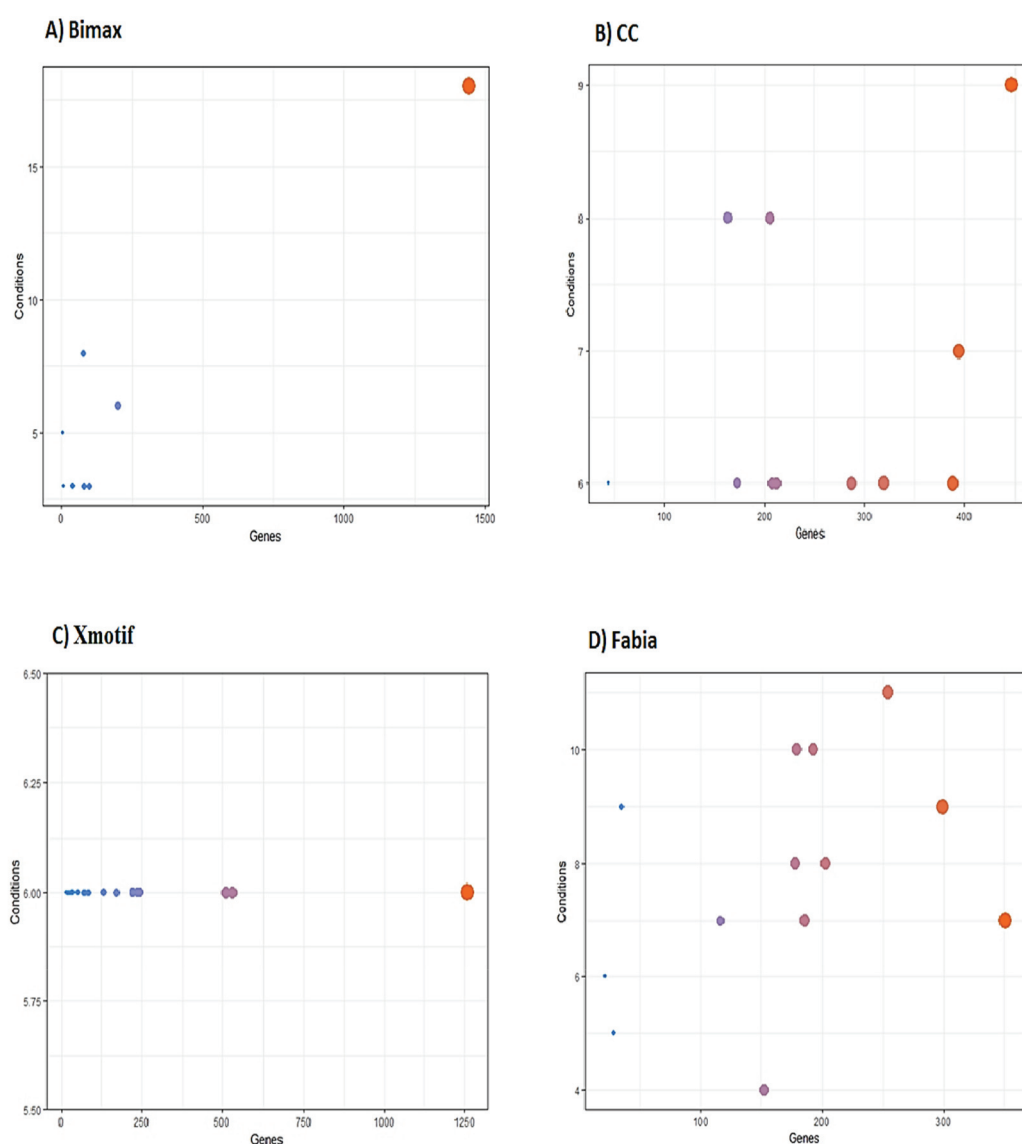 A) Bimax
Conditions
15
10
5
0
500
1000
1500
Genes
B) CC
Conditions
9
8
7
6
100
200
300
400
Genes
C) Xmotif
Conditions
6.50
6.25
6.00
5.75
5.50
0
250
500
750
1000
1250
Genes
D) Fabia
Conditions
10
8
6
4
100
200
300
Genes